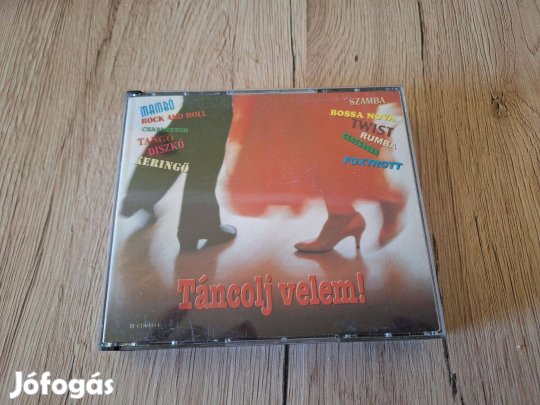 MAMBÓ
ROCK AND ROLL
CHARLESTON
TANGÓ
DISZKÓ
KERINGŐ
SZAMBA
BOSSA NOVA
TWIST
RUMBA
FOXTROTT
Táncolj velem!
Jófogás